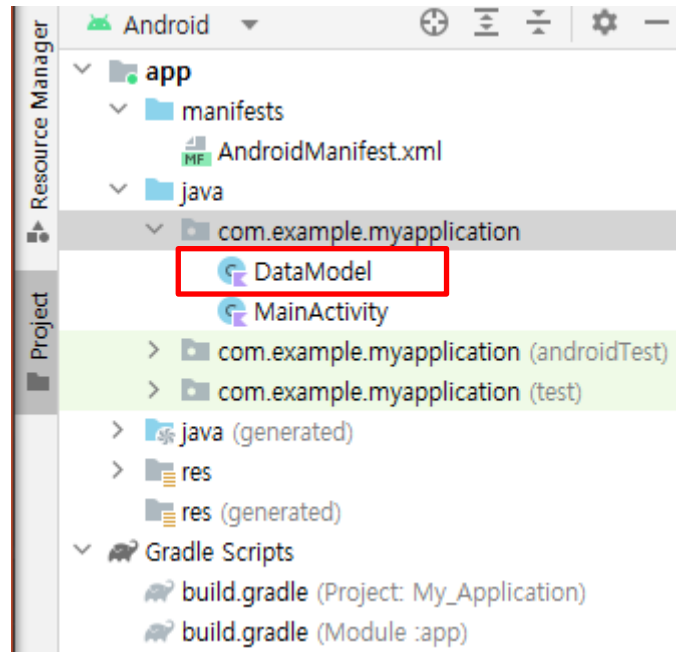 Resource Manager
Project
Android
app
manifests
MF AndroidManifest.xml
java
com.example.myapplication
C DataModel
C MainActivity
com.example.myapplication (androidTest)
com.example.myapplication (test)
java (generated)
res
res (generated)
Gradle Scripts
build.gradle (Project: My_Application)
build.gradle (Module :app)